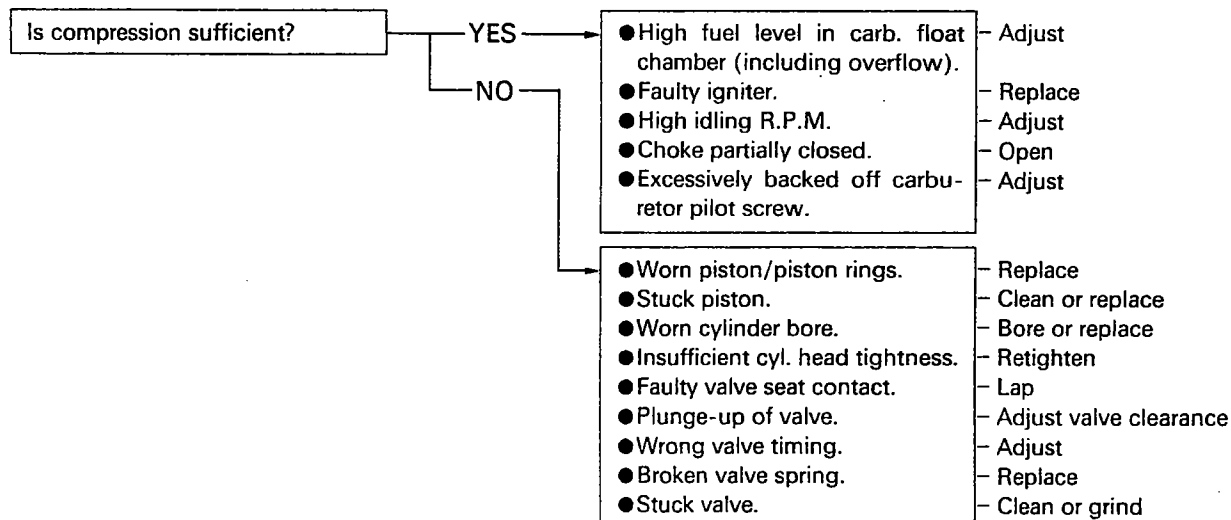 Is compression sufficient?
YES
NO
●High fuel level in carb. float – Adjust
chamber (including overflow).
●Faulty igniter. – Replace
●High idling R.P.M. – Adjust
●Choke partially closed. – Open
●Excessively backed off carbu- – Adjust
retor pilot screw.
●Worn piston/piston rings. – Replace
●Stuck piston. – Clean or replace
●Worn cylinder bore. – Bore or replace
●Insufficient cyl. head tightness. – Retighten
●Faulty valve seat contact. – Lap
●Plunge-up of valve. – Adjust valve clearance
●Wrong valve timing. – Adjust
●Broken valve spring. – Replace
●Stuck valve. – Clean or grind